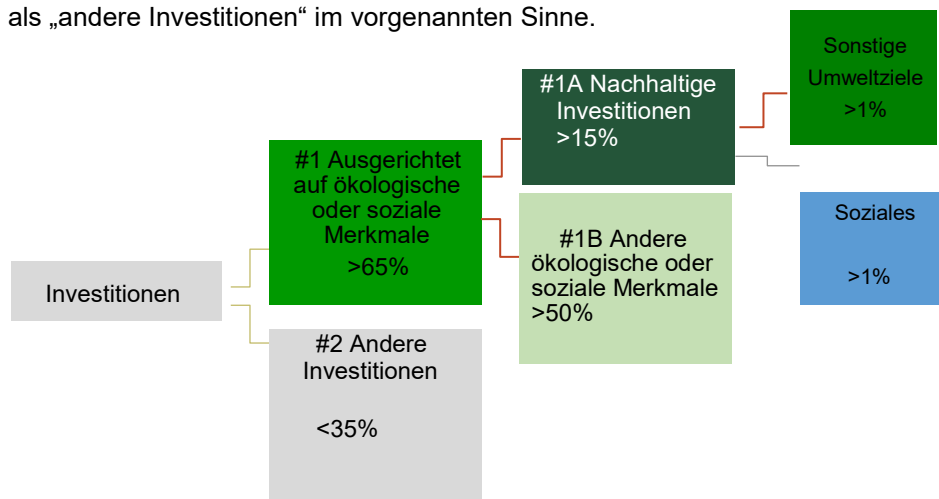 als „andere Investitionen“ im vorgenannten Sinne.
Investitionen
#1 Ausgerichtet
auf ökologische
oder soziale
Merkmale
>65%
#2 Andere
Investitionen
<35%
#1A Nachhaltige
Investitionen
>15%
#1B Andere
ökologische oder
soziale Merkmale
>50%
Sonstige
Umweltziele
>1%
Soziales
>1%